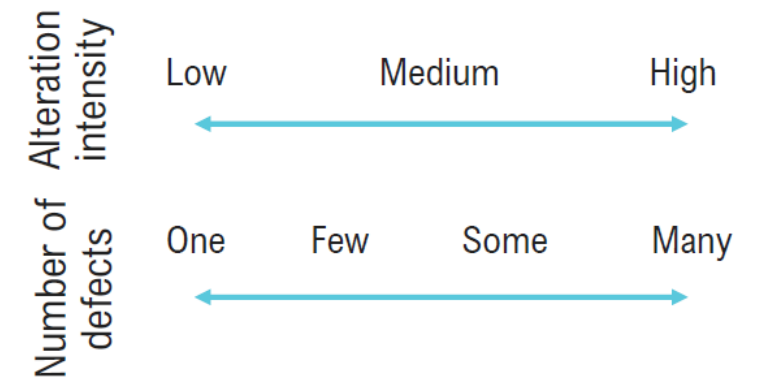 Alteration
intensity
Low Medium High
Number of
defects
One Few Some Many